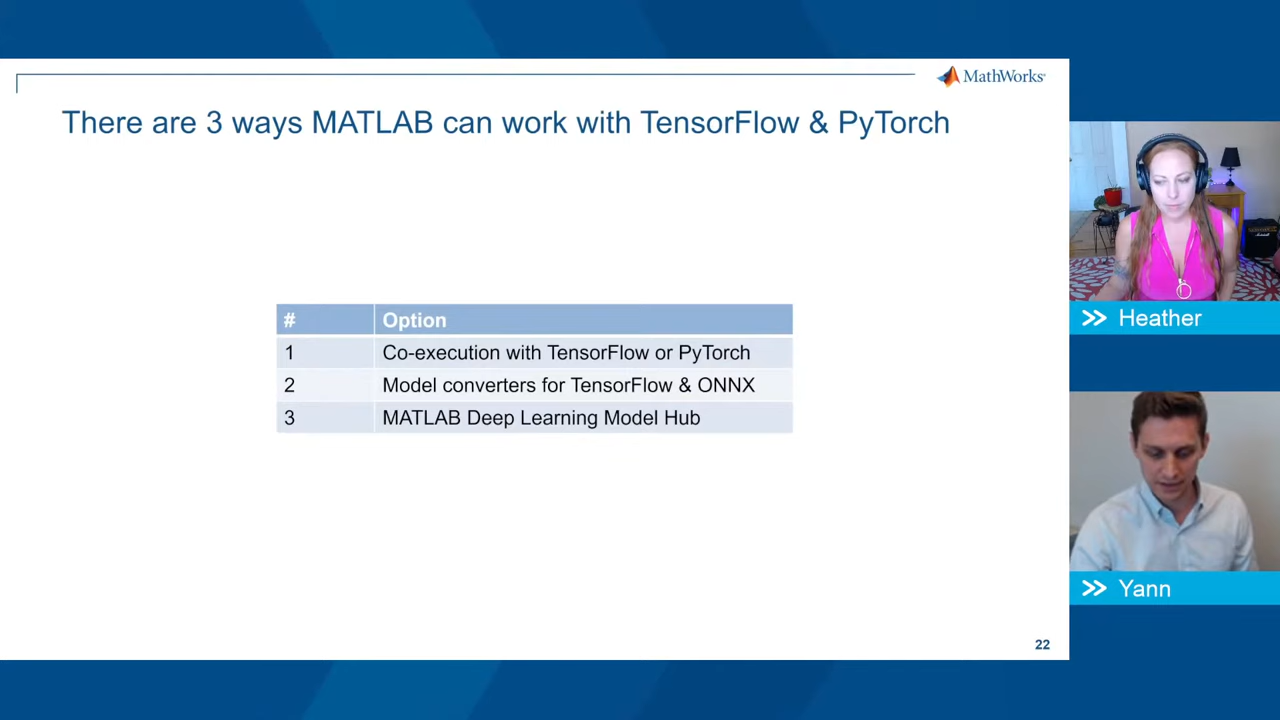 MathWorks®
There are 3 ways MATLAB can work with TensorFlow & PyTorch
# Option
1 Co-execution with TensorFlow or PyTorch
2 Model converters for TensorFlow & ONNX
3 MATLAB Deep Learning Model Hub
22
Heather
Yann